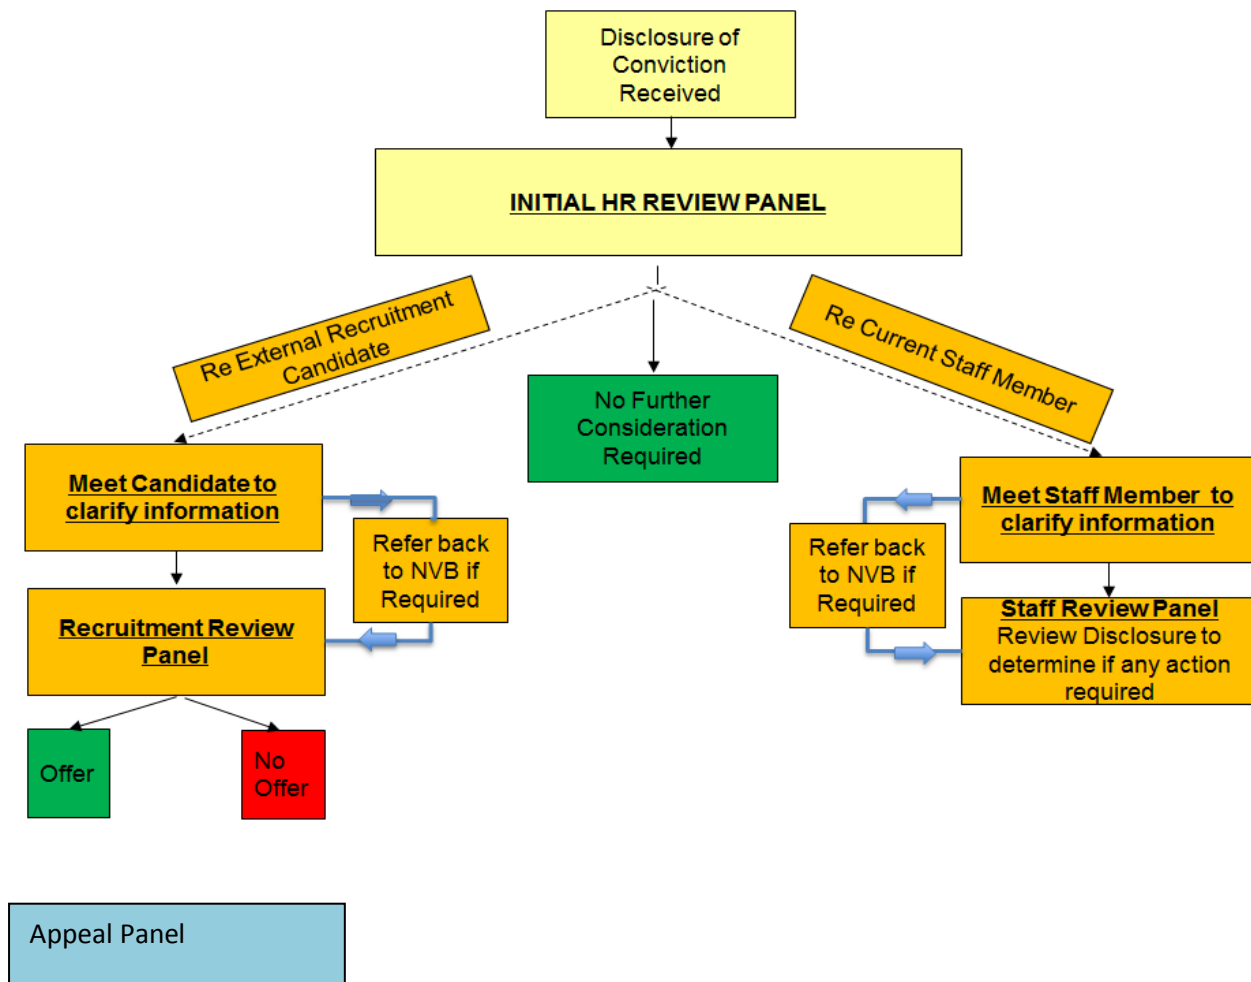 Disclosure of
Conviction
Received
INITIAL HR REVIEW PANEL
Re External Recruitment
Candidate
Re Current Staff Member
No Further
Consideration
Required
Meet Candidate to
clarify information
Refer back
to NVB if
Required
Recruitment Review
Panel
Offer
No
Offer
Meet Staff Member to
clarify information
Refer back
to NVB if
Required
Staff Review Panel
Review Disclosure to
determine if any action
required
Appeal Panel